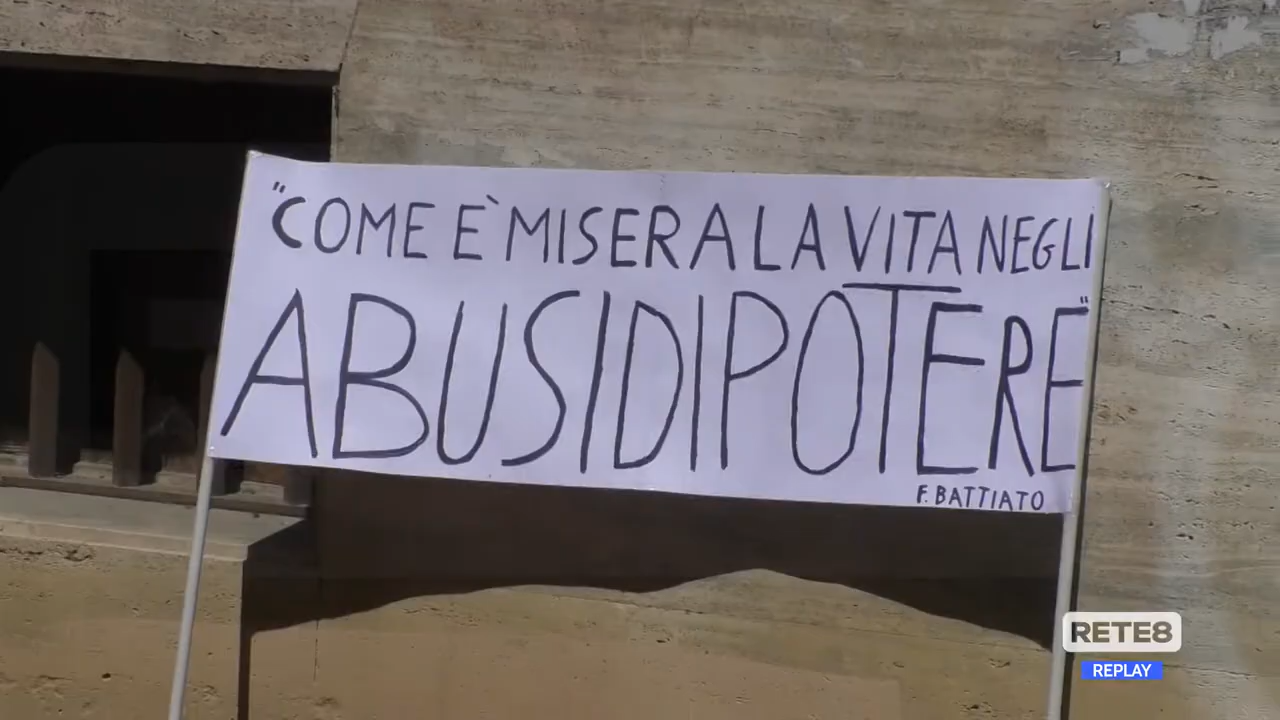 "COME È MISERA LA VITA NEGLI
ABUSI DI POTERE"
F. BATTIATO
RETE8
REPLAY